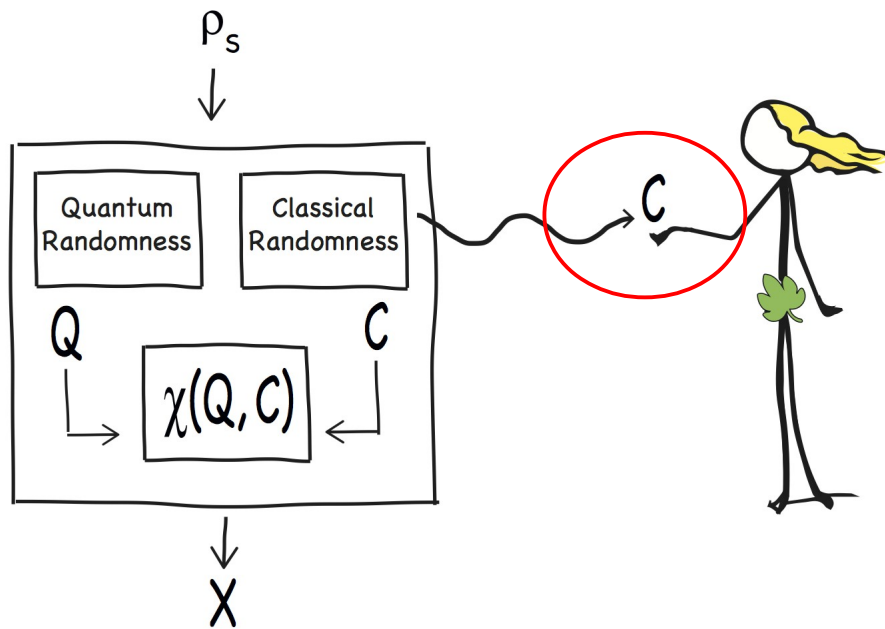 ρs
Quantum
Randomness
Classical
Randomness
C
Q
C
χ(Q,C)
X